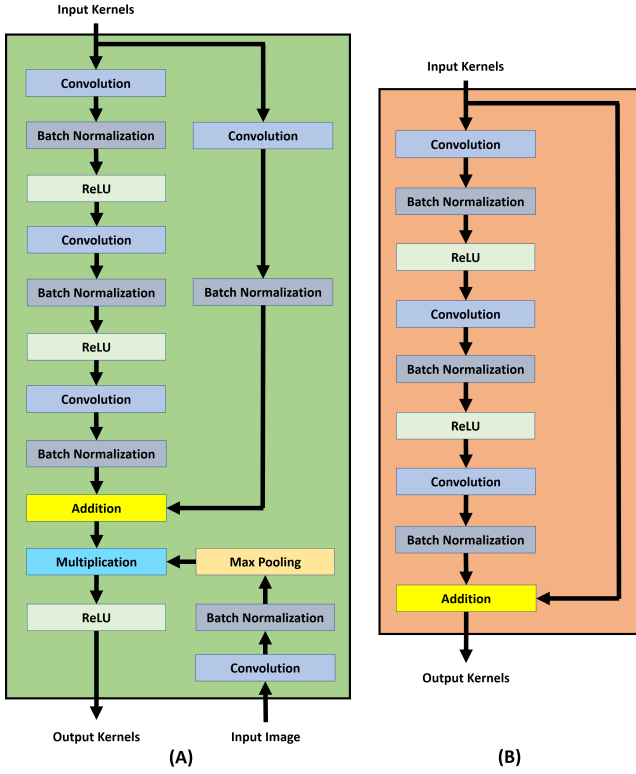 Input Kernels
Convolution
Batch Normalization
ReLU
Convolution
Batch Normalization
ReLU
Convolution
Batch Normalization
Addition
Multiplication
ReLU
Output Kernels
Convolution
Batch Normalization
Max Pooling
Batch Normalization
Convolution
Input Image
(A)
Input Kernels
Convolution
Batch Normalization
ReLU
Convolution
Batch Normalization
ReLU
Convolution
Batch Normalization
Addition
Output Kernels
(B)